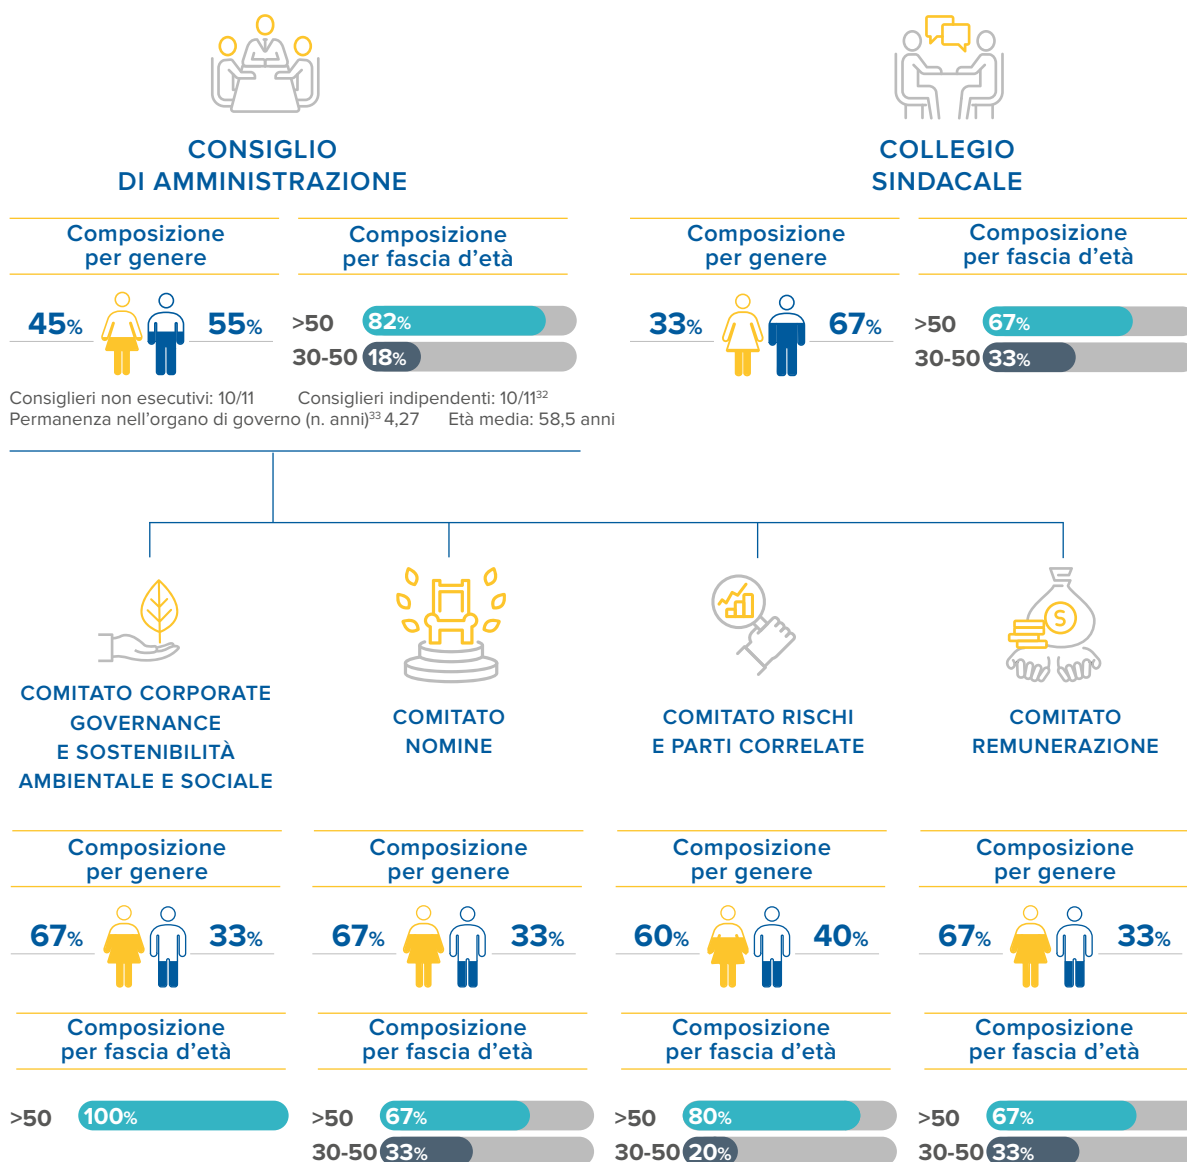 CONSIGLIO
DI AMMINISTRAZIONE
Composizione
per genere
45% 55%
Composizione
per fascia d'età
>50 82%
30-50 18%
Consiglieri non esecutivi: 10/11 Consiglieri indipendenti: 10/11³²
Permanenza nell'organo di governo (n. anni)³³ 4,27 Età media: 58,5 anni
COLLEGIO
SINDACALE
Composizione
per genere
33% 67%
Composizione
per fascia d'età
>50 67%
30-50 33%
COMITATO CORPORATE
GOVERNANCE
E SOSTENIBILITÀ
AMBIENTALE E SOCIALE
Composizione
per genere
67% 33%
Composizione
per fascia d'età
>50 100%
COMITATO
NOMINE
Composizione
per genere
67% 33%
Composizione
per fascia d'età
>50 67%
30-50 33%
COMITATO RISCHI
E PARTI CORRELATE
Composizione
per genere
60% 40%
Composizione
per fascia d'età
>50 80%
30-50 20%
S
COMITATO
REMUNERAZIONE
Composizione
per genere
67% 33%
Composizione
per fascia d'età
>50 67%
30-50 33%